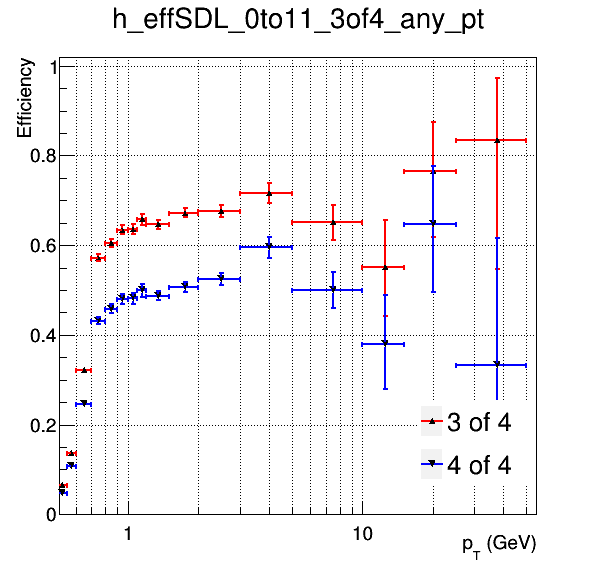 h_effSDL_0to11_3of4_any_pt
Efficiency
1
0.8
0.6
0.4
0.2
0
3 of 4
4 of 4
1
10
p_T (GeV)